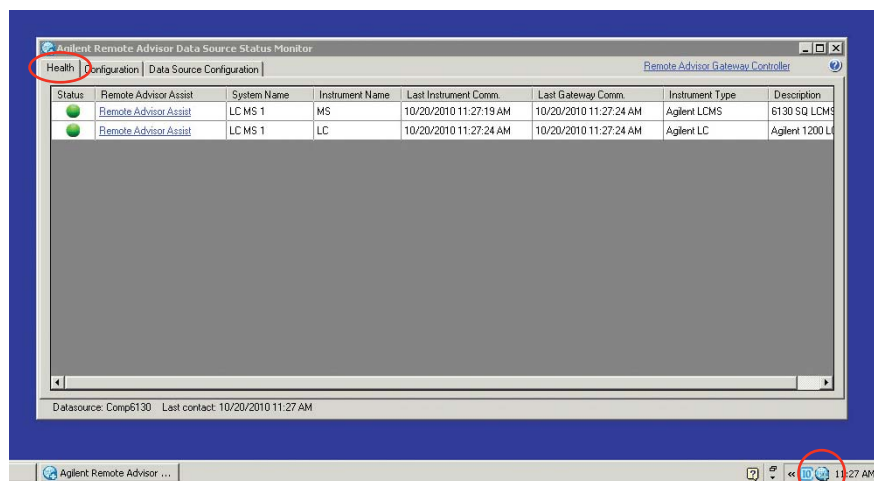 Agilent Remote Advisor Data Source Status Monitor
Health Configuration Data Source Configuration Remote Advisor Gateway Controller
Status Remote Advisor Assist System Name Instrument Name Last Instrument Comm. Last Gateway Comm. Instrument Type Description
Remote Advisor Assist LC MS 1 MS 10/20/2010 11:27:19 AM 10/20/2010 11:27:24 AM Agilent LCMS 6130 SQ LCMS
Remote Advisor Assist LC MS 1 LC 10/20/2010 11:27:24 AM 10/20/2010 11:27:24 AM Agilent LC Agilent 1200 L
Datasource: Comp6130 Last contact: 10/20/2010 11:27 AM
Agilent Remote Advisor ... « 10 11:27 AM